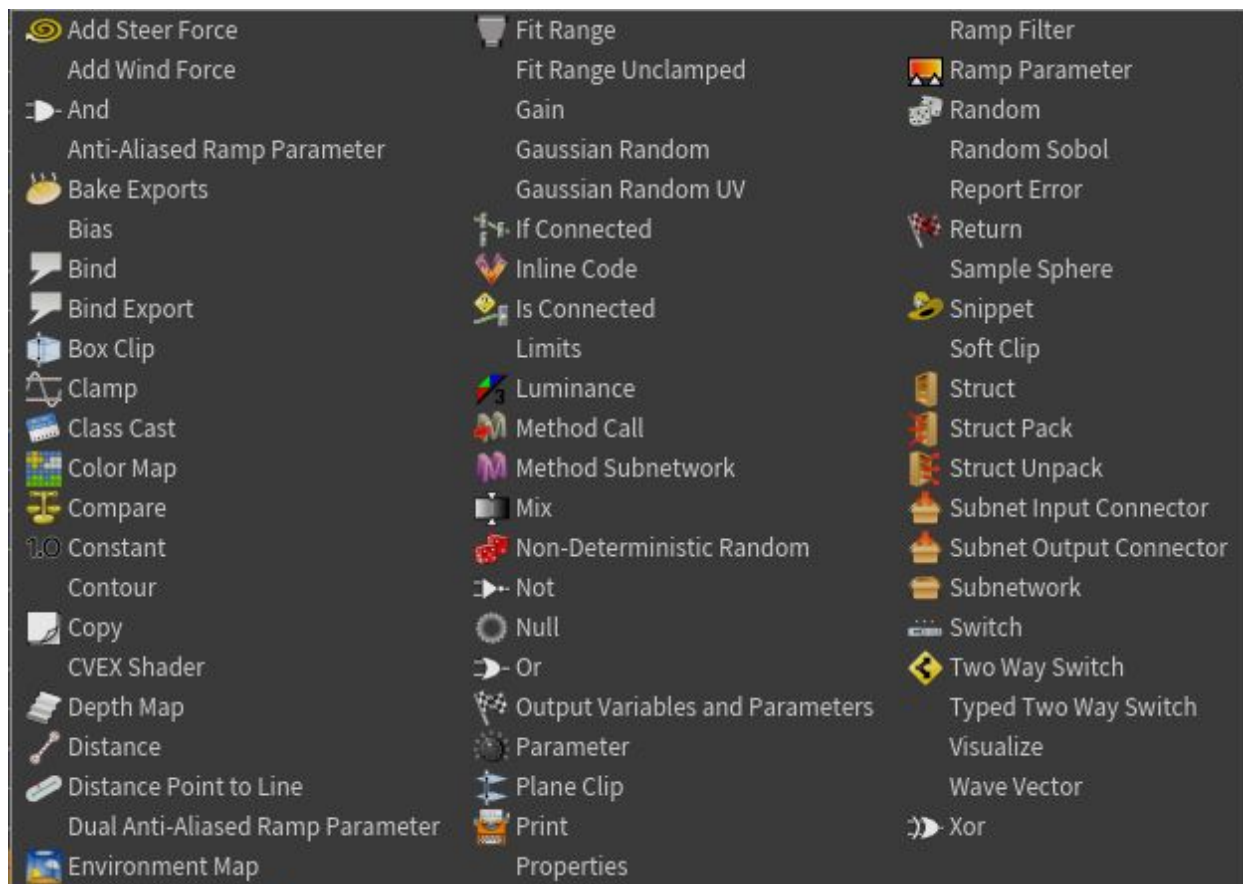 Add Steer Force
Add Wind Force
And
Anti-Aliased Ramp Parameter
Bake Exports
Bias
Bind
Bind Export
Box Clip
Clamp
Class Cast
Color Map
Compare
1.0 Constant
Contour
Copy
CVEX Shader
Depth Map
Distance
Distance Point to Line
Dual Anti-Aliased Ramp Parameter
Environment Map
Fit Range
Fit Range Unclamped
Gain
Gaussian Random
Gaussian Random UV
If Connected
Inline Code
Is Connected
Limits
3 Luminance
Method Call
Method Subnetwork
Mix
Non-Deterministic Random
Not
Null
Or
Output Variables and Parameters
Parameter
Plane Clip
Print
Properties
Ramp Filter
Ramp Parameter
Random
Random Sobol
Report Error
Return
Sample Sphere
Snippet
Soft Clip
Struct
Struct Pack
Struct Unpack
Subnet Input Connector
Subnet Output Connector
Subnetwork
Switch
Two Way Switch
Typed Two Way Switch
Visualize
Wave Vector
Xor